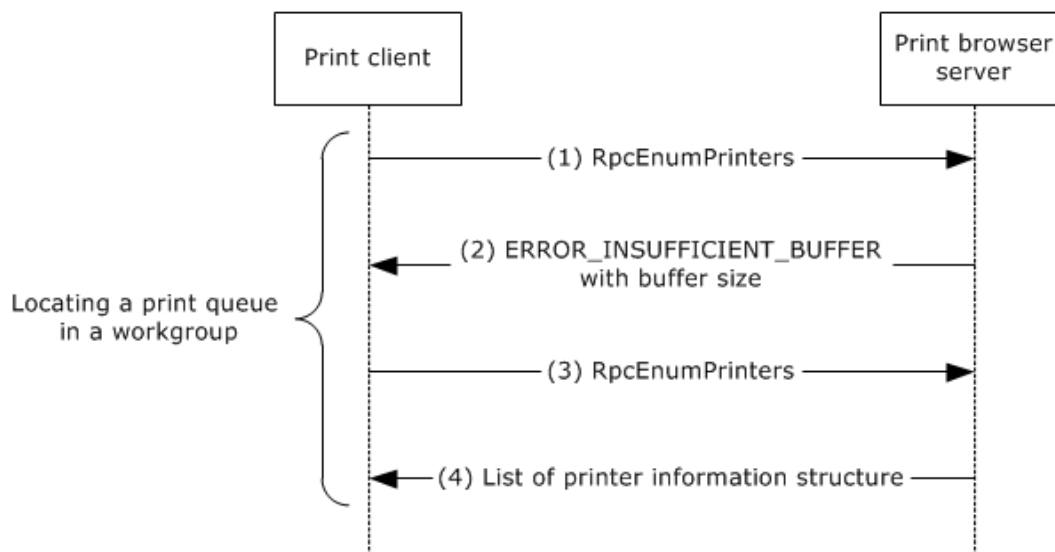 Print client
Print browser
server
(1) RpcEnumPrinters
(2) ERROR_INSUFFICIENT_BUFFER
with buffer size
Locating a print queue
in a workgroup
(3) RpcEnumPrinters
(4) List of printer information structure